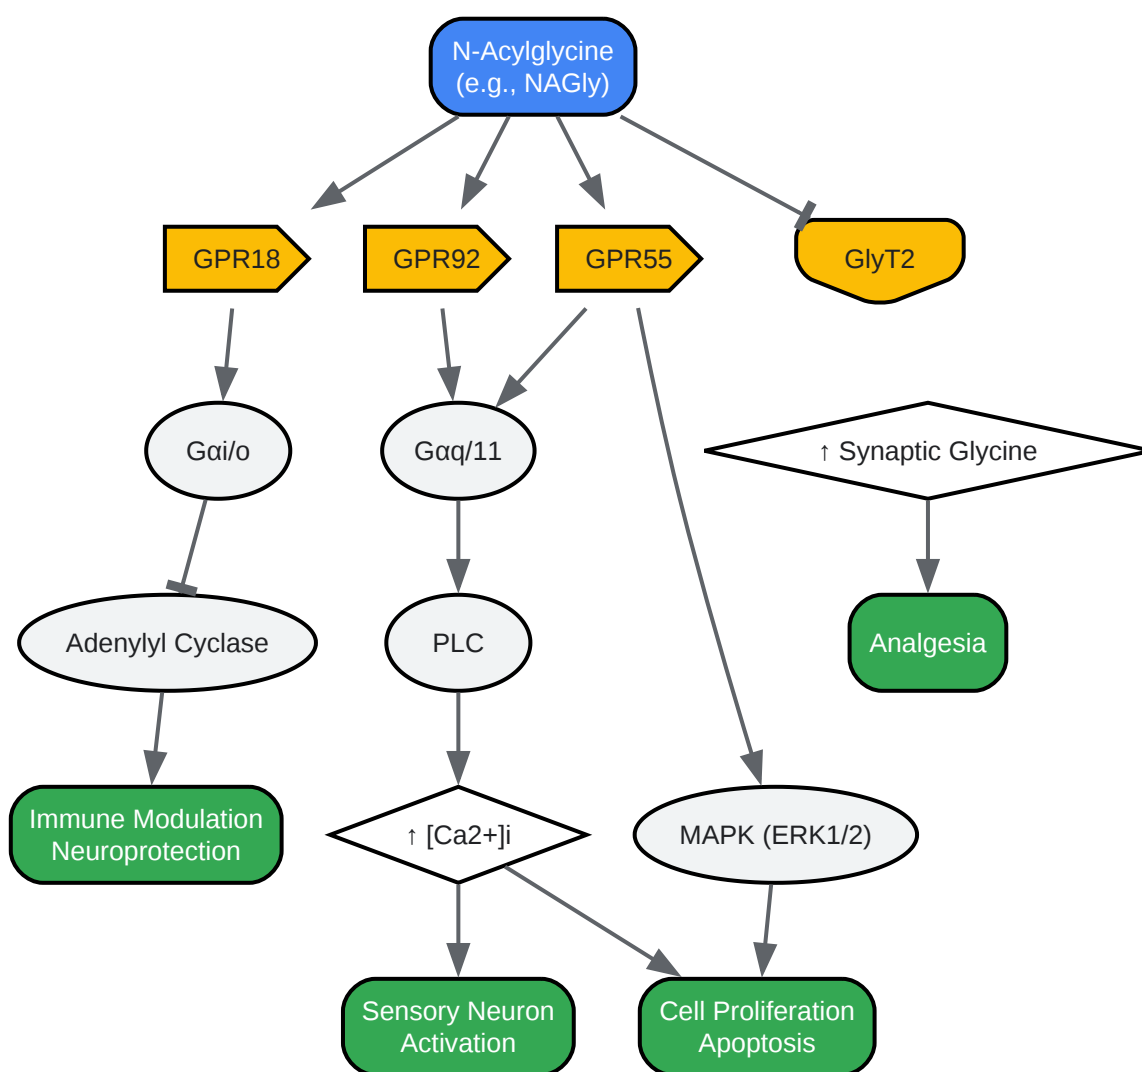 N-Acylglycine
(e.g., NAGly)
GPR18
GPR92
GPR55
GlyT2
Gαi/o
Gαq/11
↑ Synaptic Glycine
Adenylyl Cyclase
PLC
Analgesia
Immune Modulation
Neuroprotection
↑ [Ca2+]i
MAPK (ERK1/2)
Sensory Neuron
Activation
Cell Proliferation
Apoptosis